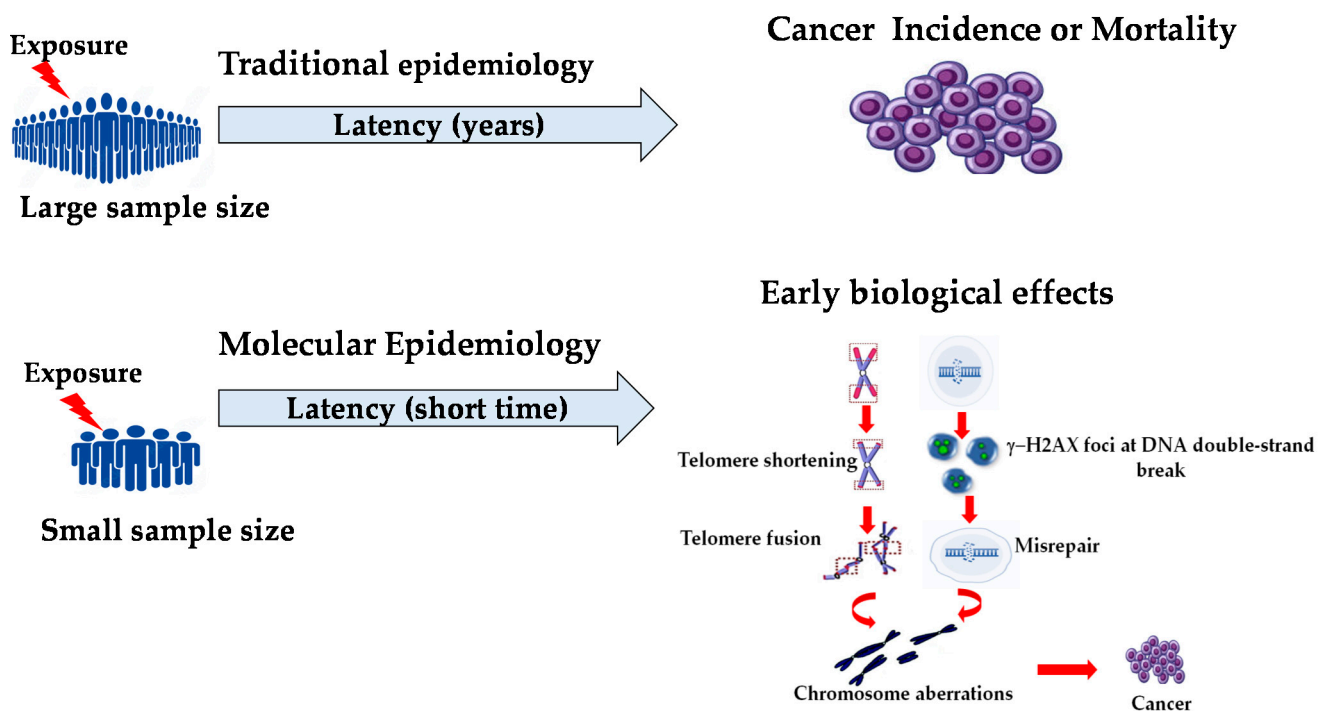 Cancer Incidence or Mortality
Exposure
Traditional epidemiology
Latency (years)
Large sample size
Early biological effects
Molecular Epidemiology
Exposure
Latency (short time)
Small sample size
Telomere shortening
γ–H2AX foci at DNA double-strand
break
Telomere fusion
Misrepair
Chromosome aberrations
Cancer